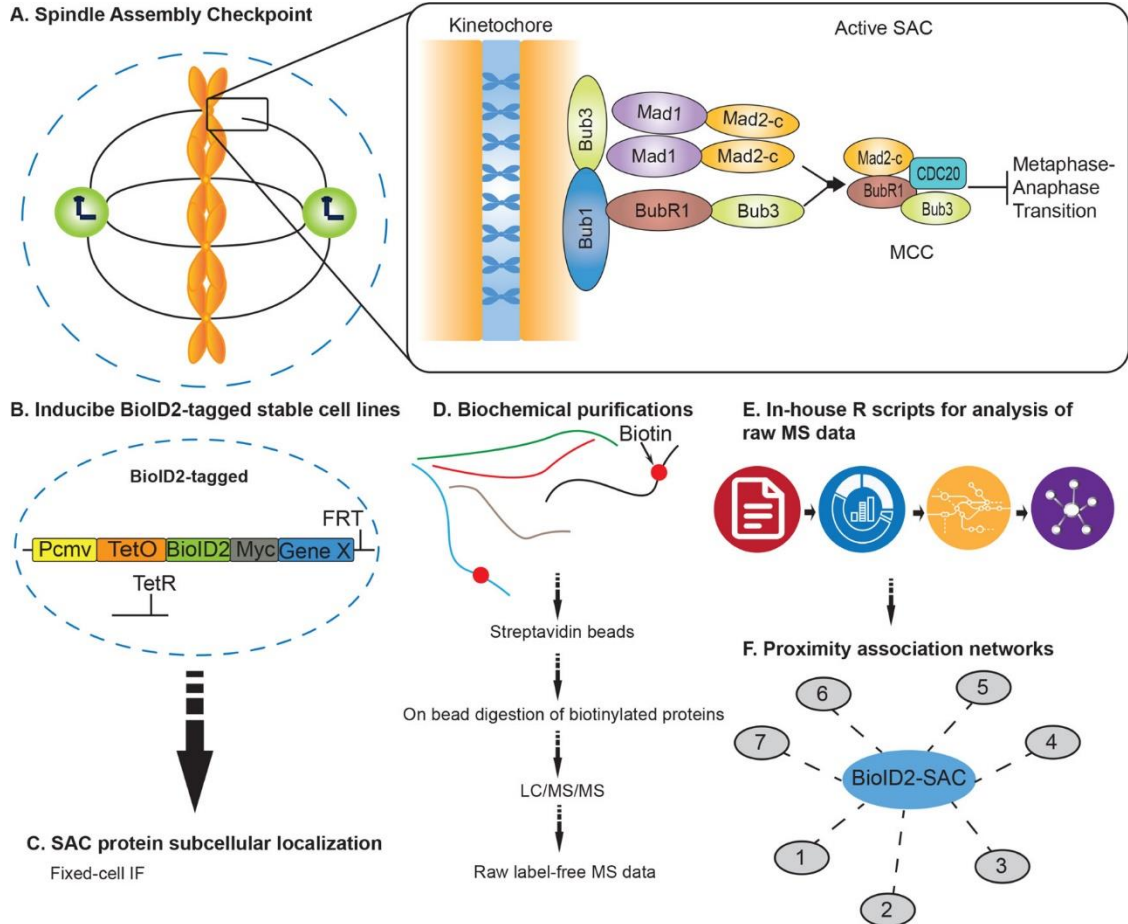 A. Spindle Assembly Checkpoint
Kinetochore
Active SAC
Bub3
Bub1
Mad1
Mad2-c
Mad1
Mad2-c
BubR1
Bub3
Mad2-c
CDC20
BubR1
Bub3
MCC
Metaphase-
Anaphase
Transition
B. Inducibe BioID2-tagged stable cell lines
BioID2-tagged
FRT
Pcmv TetO BioID2 Myc Gene X
TetR
C. SAC protein subcellular localization
Fixed-cell IF
D. Biochemical purifications
Biotin
Streptavidin beads
On bead digestion of biotinylated proteins
LC/MS/MS
Raw label-free MS data
E. In-house R scripts for analysis of
raw MS data
F. Proximity association networks
6
5
7
4
BioID2-SAC
1
3
2